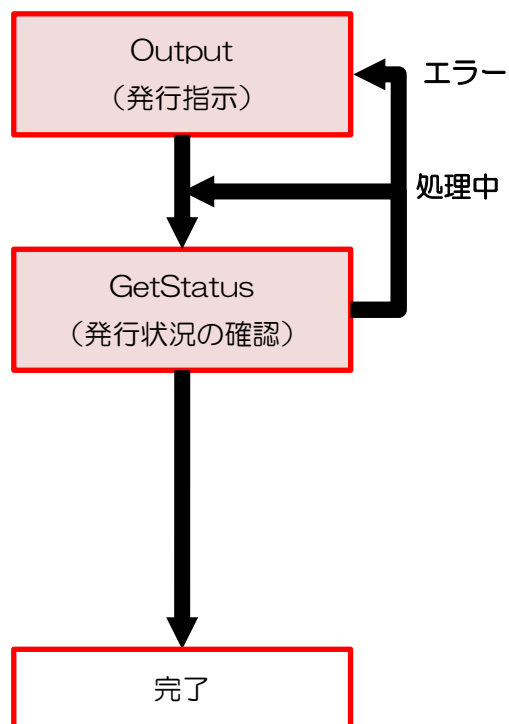 Output
（発行指示）
エラー
処理中
GetStatus
（発行状況の確認）
完了